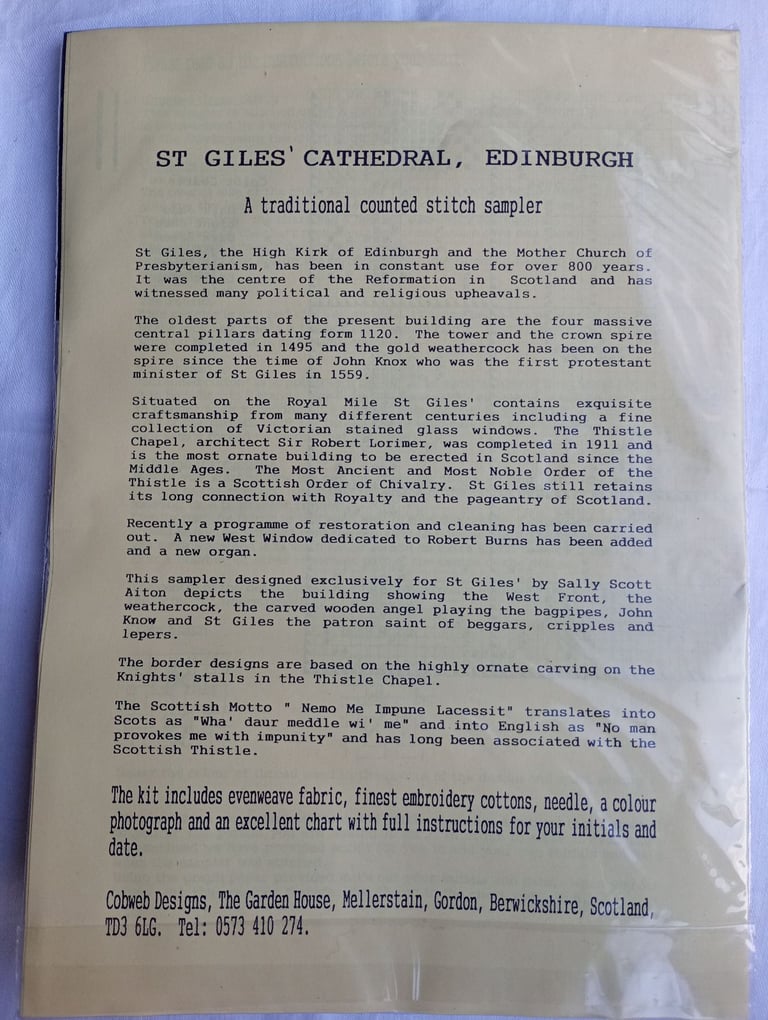 ST GILES' CATHEDRAL, EDINBURGH
A traditional counted stitch sampler
St Giles, the High Kirk of Edinburgh and the Mother Church of
Presbyterianism, has been in constant use for over 800 years.
It was the centre of the Reformation in Scotland and has
witnessed many political and religious upheavals.
The oldest parts of the present building are the four massive
central pillars dating form 1120. The tower and the crown spire
were completed in 1495 and the gold weathercock has been on the
spire since the time of John Knox who was the first protestant
minister of St Giles in 1559.
Situated on the Royal Mile St Giles' contains exquisite
craftsmanship from many different centuries including a fine
collection of Victorian stained glass windows. The Thistle
Chapel, architect Sir Robert Lorimer, was completed in 1911 and
is the most ornate building to be erected in Scotland since the
Middle Ages. The Most Ancient and Most Noble Order of the
Thistle is a Scottish Order of Chivalry. St Giles still retains
its long connection with Royalty and the pageantry of Scotland.
Recently a programme of restoration and cleaning has been carried
out. A new West Window dedicated to Robert Burns has been added
and a new organ.
This sampler designed exclusively for St Giles' by Sally Scott
Aiton depicts the building showing the West Front, the
weathercock, the carved wooden angel playing the bagpipes, John
Know and St Giles the patron saint of beggars, cripples and
lepers.
The border designs are based on the highly ornate carving on the
Knights' stalls in the Thistle Chapel.
The Scottish Motto " Nemo Me Impune Lacessit" translates into
Scots as "Wha' daur meddle wi' me" and into English as "No man
provokes me with impunity" and has long been associated with the
Scottish Thistle.
The kit includes evenweave fabric, finest embroidery cottons, needle, a colour
photograph and an excellent chart with full instructions for your initials and
date.
Cobweb Designs, The Garden House, Mellerstain, Gordon, Berwickshire, Scotland,
TD3 6LG. Tel: 0573 410 274.